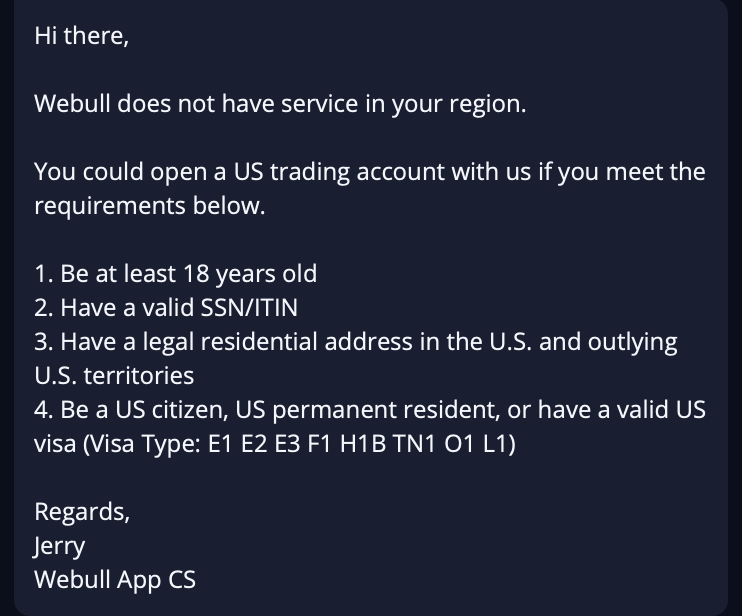 Hi there,
Webull does not have service in your region.
You could open a US trading account with us if you meet the
requirements below.
1. Be at least 18 years old
2. Have a valid SSN/ITIN
3. Have a legal residential address in the U.S. and outlying
U.S. territories
4. Be a US citizen, US permanent resident, or have a valid US
visa (Visa Type: E1 E2 E3 F1 H1B TN1 O1 L1)
Regards,
Jerry
Webull App CS